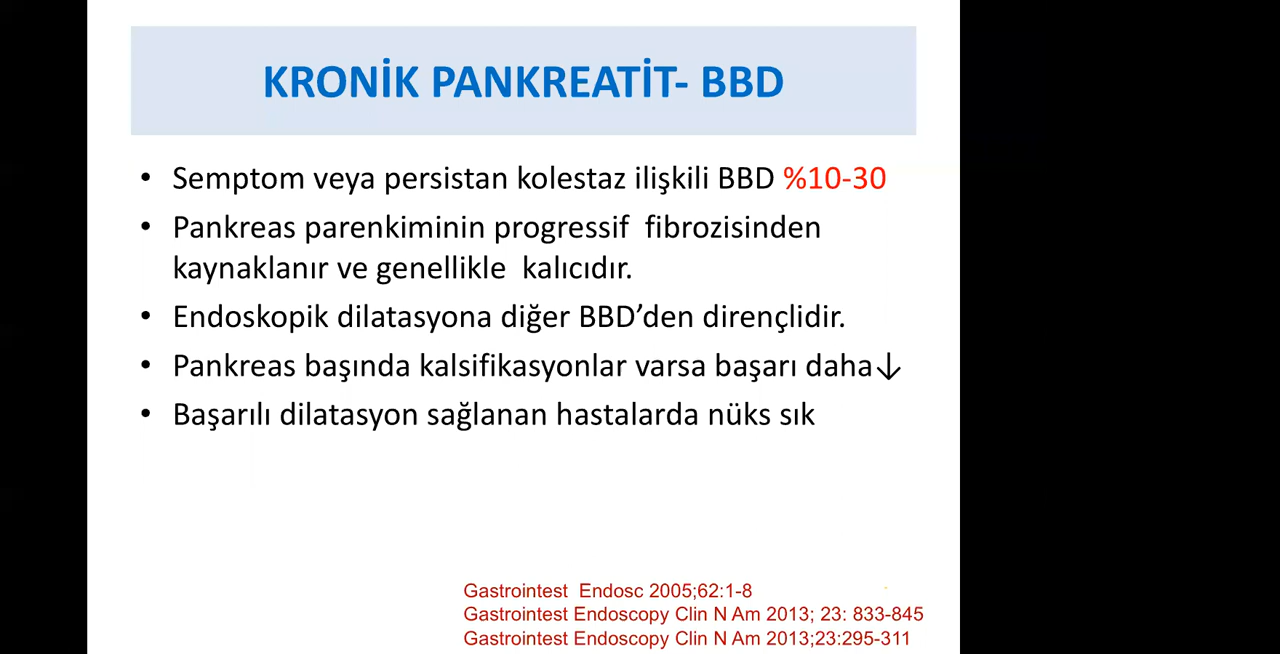 KRONİK PANKREATİT- BBD
• Semptom veya persistan kolestaz ilişkili BBD %10-30
• Pankreas parenkiminin progressif fibrozisinden
kaynaklanır ve genellikle kalıcıdır.
• Endoskopik dilatasyona diğer BBD’den dirençlidir.
• Pankreas başında kalsifikasyonlar varsa başarı daha↓
• Başarılı dilatasyon sağlanan hastalarda nüks sık
Gastrointest Endosc 2005;62:1-8
Gastrointest Endoscopy Clin N Am 2013; 23: 833-845
Gastrointest Endoscopy Clin N Am 2013;23:295-311